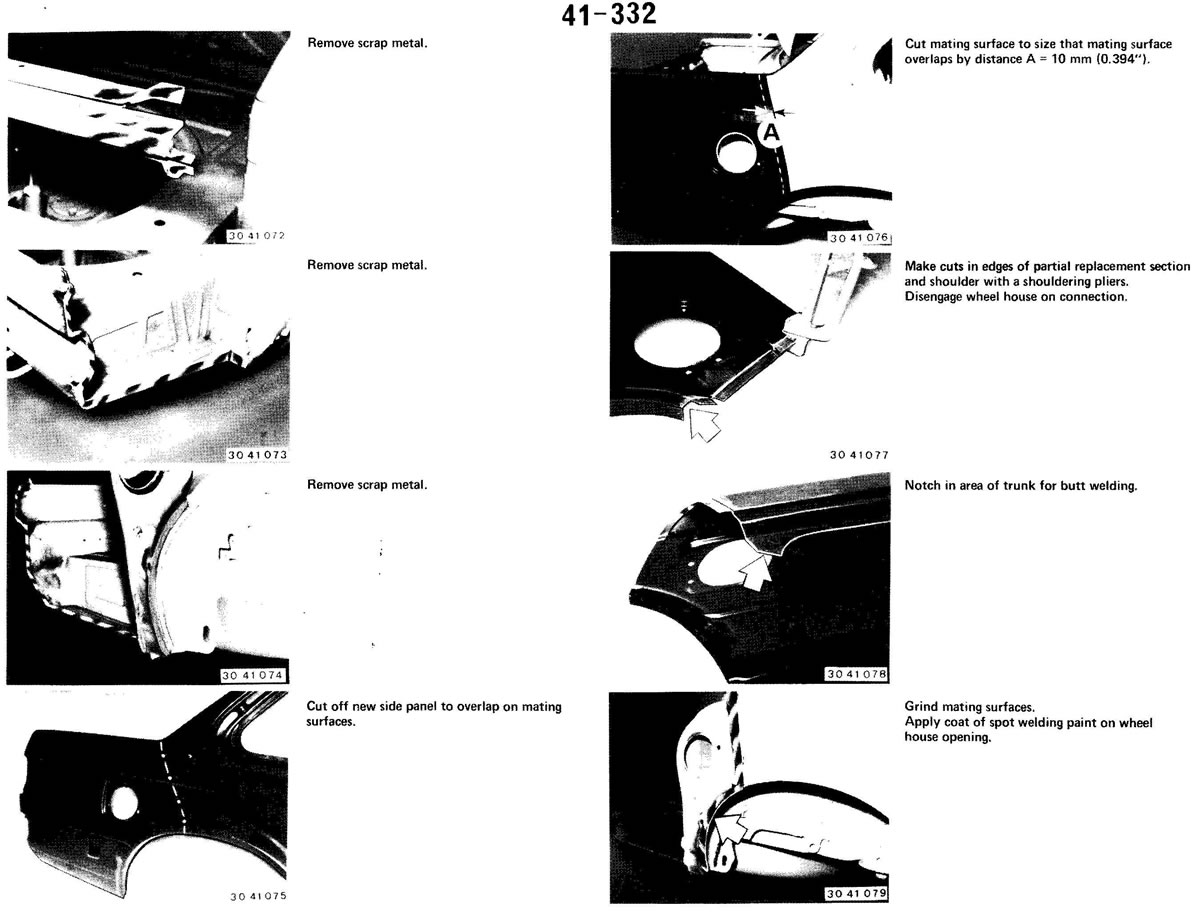 41-332
Remove scrap metal.
30 41 072
Remove scrap metal.
30 41 073
Remove scrap metal.
30 41 074
Cut off new side panel to overlap on mating
surfaces.
30 41 075
Cut mating surface to size that mating surface
overlaps by distance A = 10 mm (0.394").
A
30 41 076
Make cuts in edges of partial replacement section
and shoulder with a shouldering pliers.
Disengage wheel house on connection.
30 41 077
Notch in area of trunk for butt welding.
30 41 078
Grind mating surfaces.
Apply coat of spot welding paint on wheel
house opening.
30 41 079